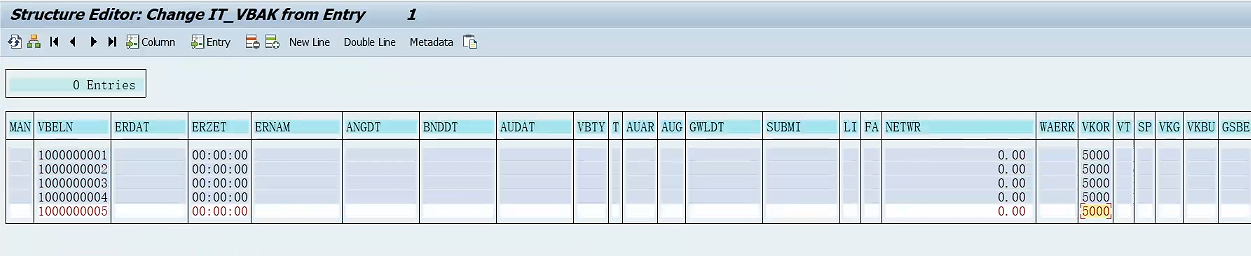 Structure Editor: Change IT_VBAK from Entry 1
Column Entry New Line Double Line Metadata
0 Entries
MAN VBELN ERDAT ERZET ERNAM ANGDT BNDDT AUDAT VBTY T AUAR AUG GWLDT SUBMI LI FA NETWR WAERK VKOR VT SP VKG VKBU GSBE
1000000001 00:00:00 0.00 5000
1000000002 00:00:00 0.00 5000
1000000003 00:00:00 0.00 5000
1000000004 00:00:00 0.00 5000
1000000005 00:00:00 0.00 5000